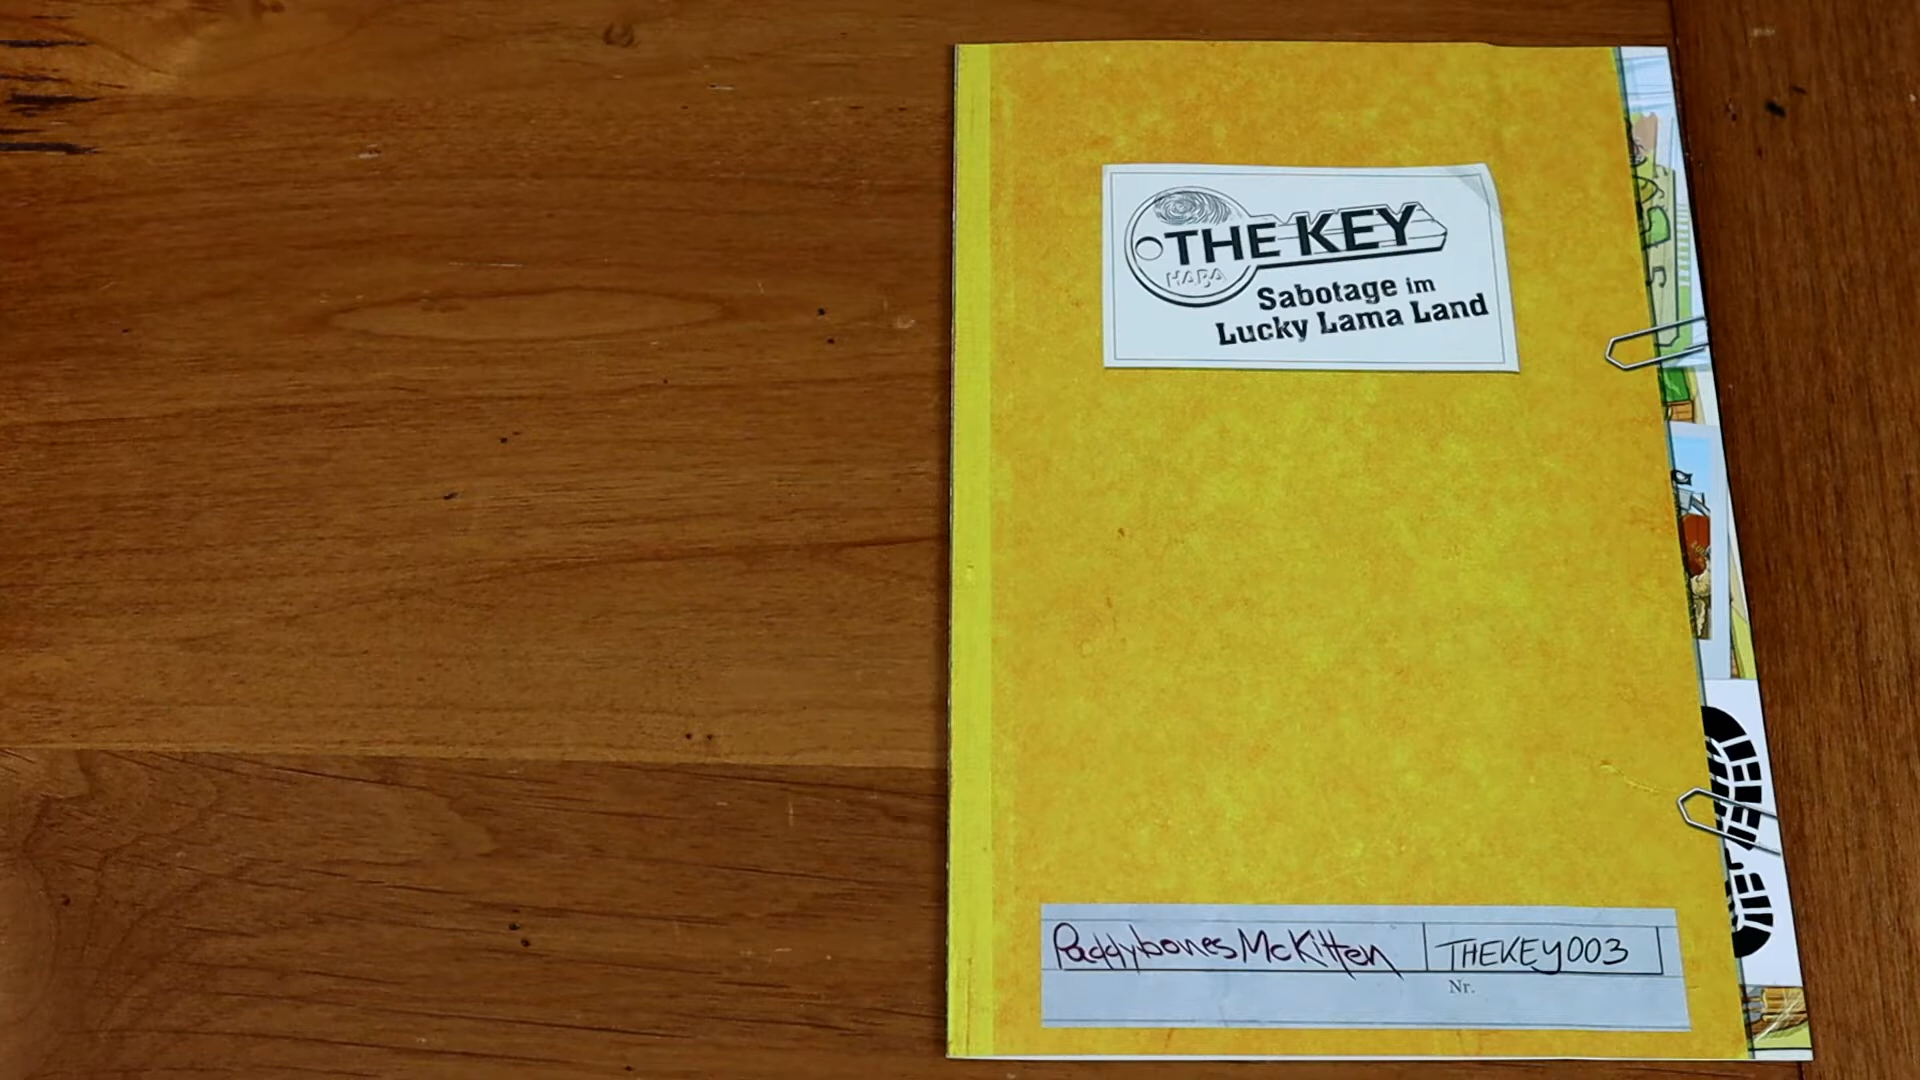 THE KEY
HABA
Sabotage im
Lucky Lama Land
PaddybonesMcKitten
THEKEY003
Nr.